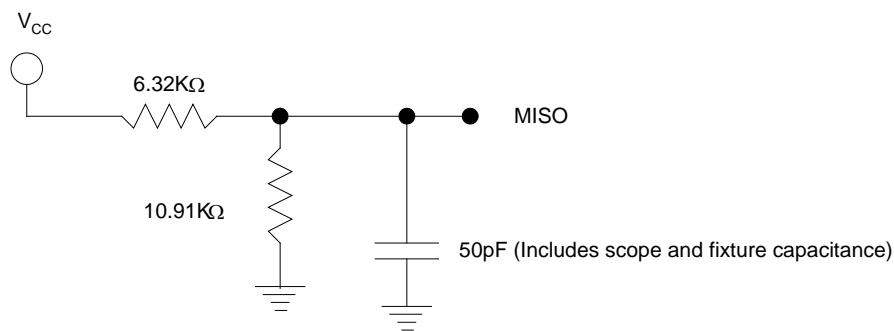 V_CC
6.32KΩ
MISO
10.91KΩ
50pF (Includes scope and fixture capacitance)